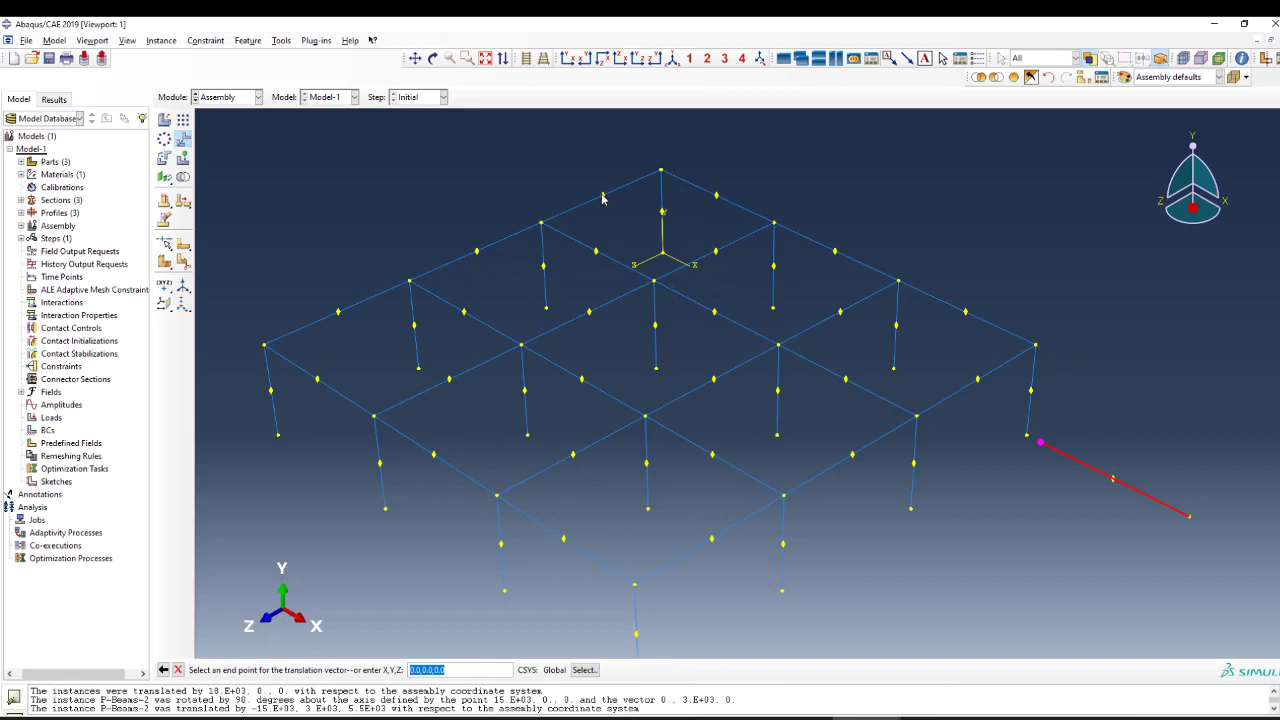 Abaqus/CAE 2019 [Viewport: 1]
File Model Viewport View Instance Constraint Feature Tools Plug-ins Help
1 2 3 4 All
Assembly defaults
Model Results Module: Assembly Model: Model-1 Step: Initial
Model Database
Models (1)
Model-1
Parts (3)
Materials (1)
Calibrations
Sections (3)
Profiles (3)
Assembly
Steps (1)
Field Output Requests
History Output Requests
Time Points
ALE Adaptive Mesh Constraint
Interactions
Interaction Properties
Contact Controls
Contact Initializations
Contact Stabilizations
Constraints
Connector Sections
Fields
Amplitudes
Loads
BCs
Predefined Fields
Remeshing Rules
Optimization Tasks
Sketches
Annotations
Analysis
Jobs
Adaptivity Processes
Co-executions
Optimization Processes
(XYZ)
Y
Z X
Y
Z X
Y
Z X
Select an end point for the translation vector--or enter X,Y,Z: 0.0,0.0,0.0 CSYS: Global Select...
The instances were translated by 18.E+03, 0., 0. with respect to the assembly coordinate system
The instance P-Beams-2 was rotated by 90. degrees about the axis defined by the point 15.E+03, 0., 0. and the vector 0., 3.E+03, 0.
The instance P-Beams-2 was translated by -15.E+03, 3.E+03, 5.5E+03 with respect to the assembly coordinate system
SIMULI